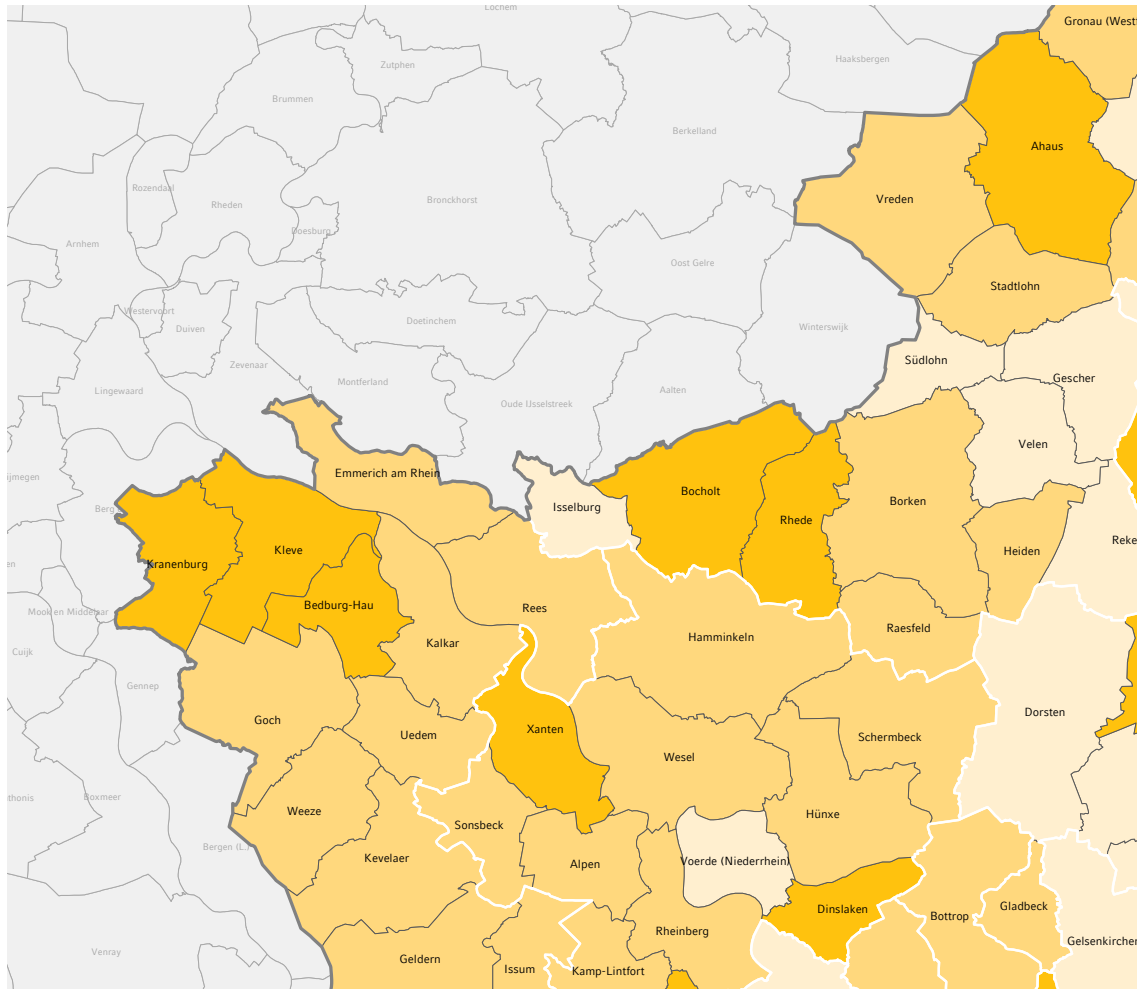 Lochem
Gronau (Westf
Zutphen
Haaksbergen
Brummen
Berkelland
Ahaus
Rozendaal
Rheden
Bronckhorst
Vreden
Doesburg
Arnhem
Oost Gelre
Stadtlohn
Westervoort
Duiven
Doetinchem
Winterswijk
Zevenaar
Südlohn
Montferland
Gescher
Lingewaard
Aalten
Oude IJsselstreek
Velen
Emmerich am Rhein
ijmegen
Bocholt
Borken
Isselburg
Berg
Rhede
Reke
Kleve
Heiden
Kranenburg
en
Bedburg-Hau
Rees
Mook en Middelaar
Raesfeld
Hamminkeln
Kalkar
Cuijk
Gennep
Dorsten
Goch
Xanten
Uedem
Schermbeck
Wesel
Boxmeer
thonis
Weeze
Hünxe
Sonsbeck
Bergen (L.)
Kevelaer
Voerde (Niederrhein)
Alpen
Gladbeck
Dinslaken
Bottrop
Rheinberg
Gelsenkirchen
Venray
Geldern
Issum
Kamp-Lintfort